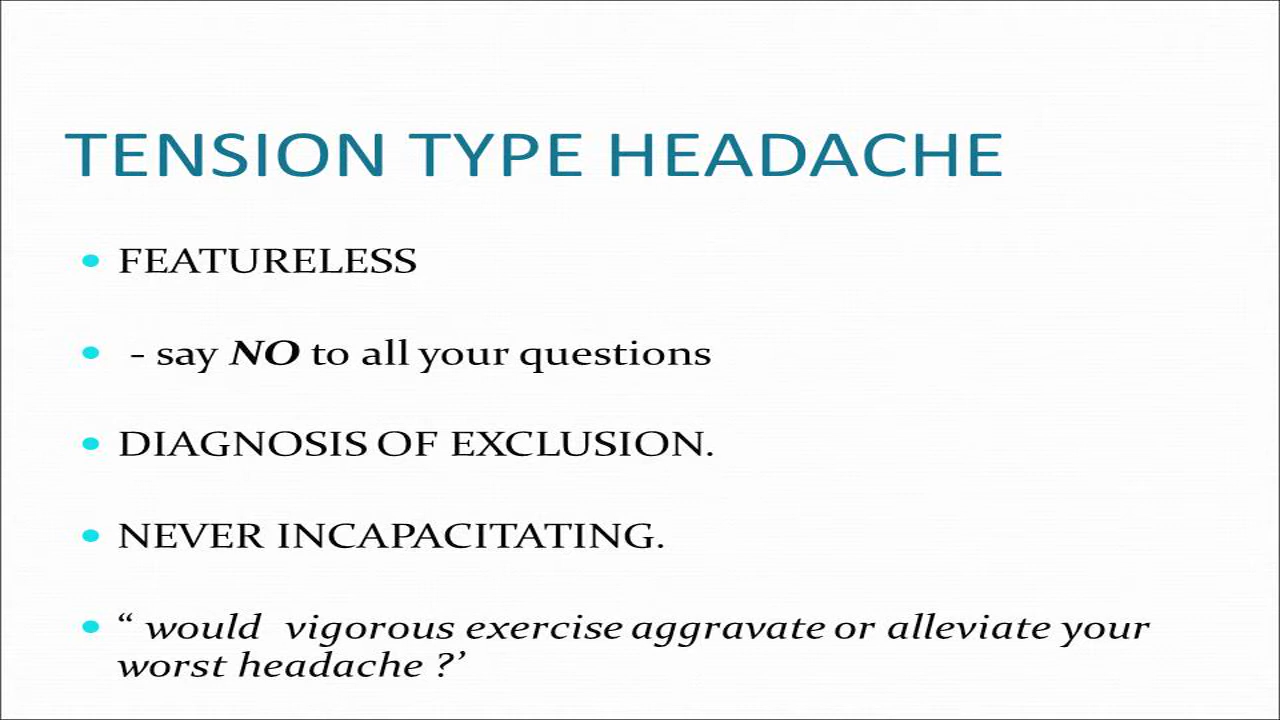 TENSION TYPE HEADACHE
• FEATURELESS
• - say NO to all your questions
• DIAGNOSIS OF EXCLUSION.
• NEVER INCAPACITATING.
• “ would vigorous exercise aggravate or alleviate your
worst headache ?’